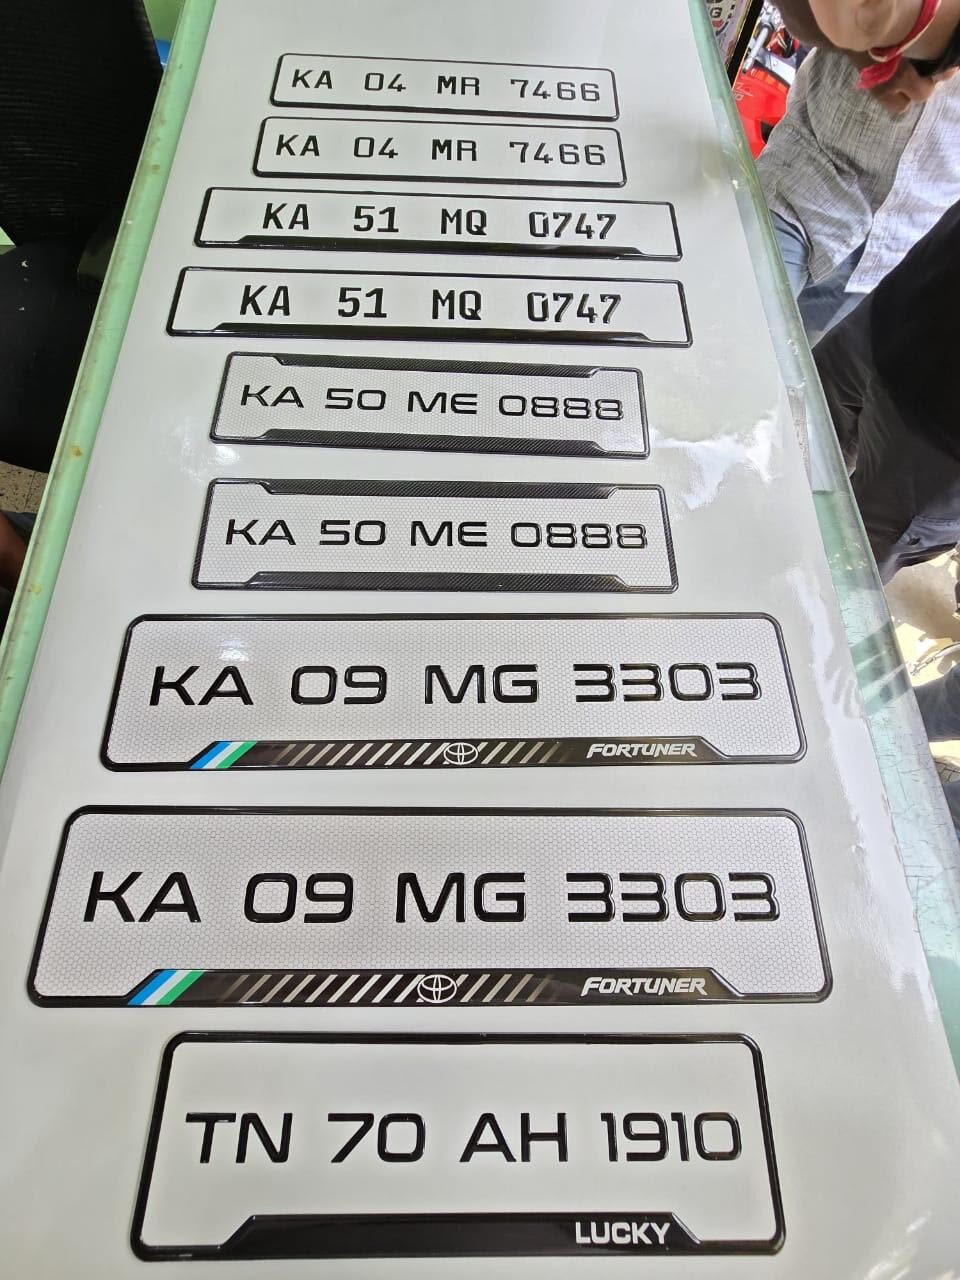 KA 04 MR 7466
KA 04 MR 7466
KA 51 MQ 0747
KA 51 MQ 0747
KA 50 ME 0888
KA 50 ME 0888
KA 09 MG 3303
FORTUNER
KA 09 MG 3303
FORTUNER
TN 70 AH 1910
LUCKY